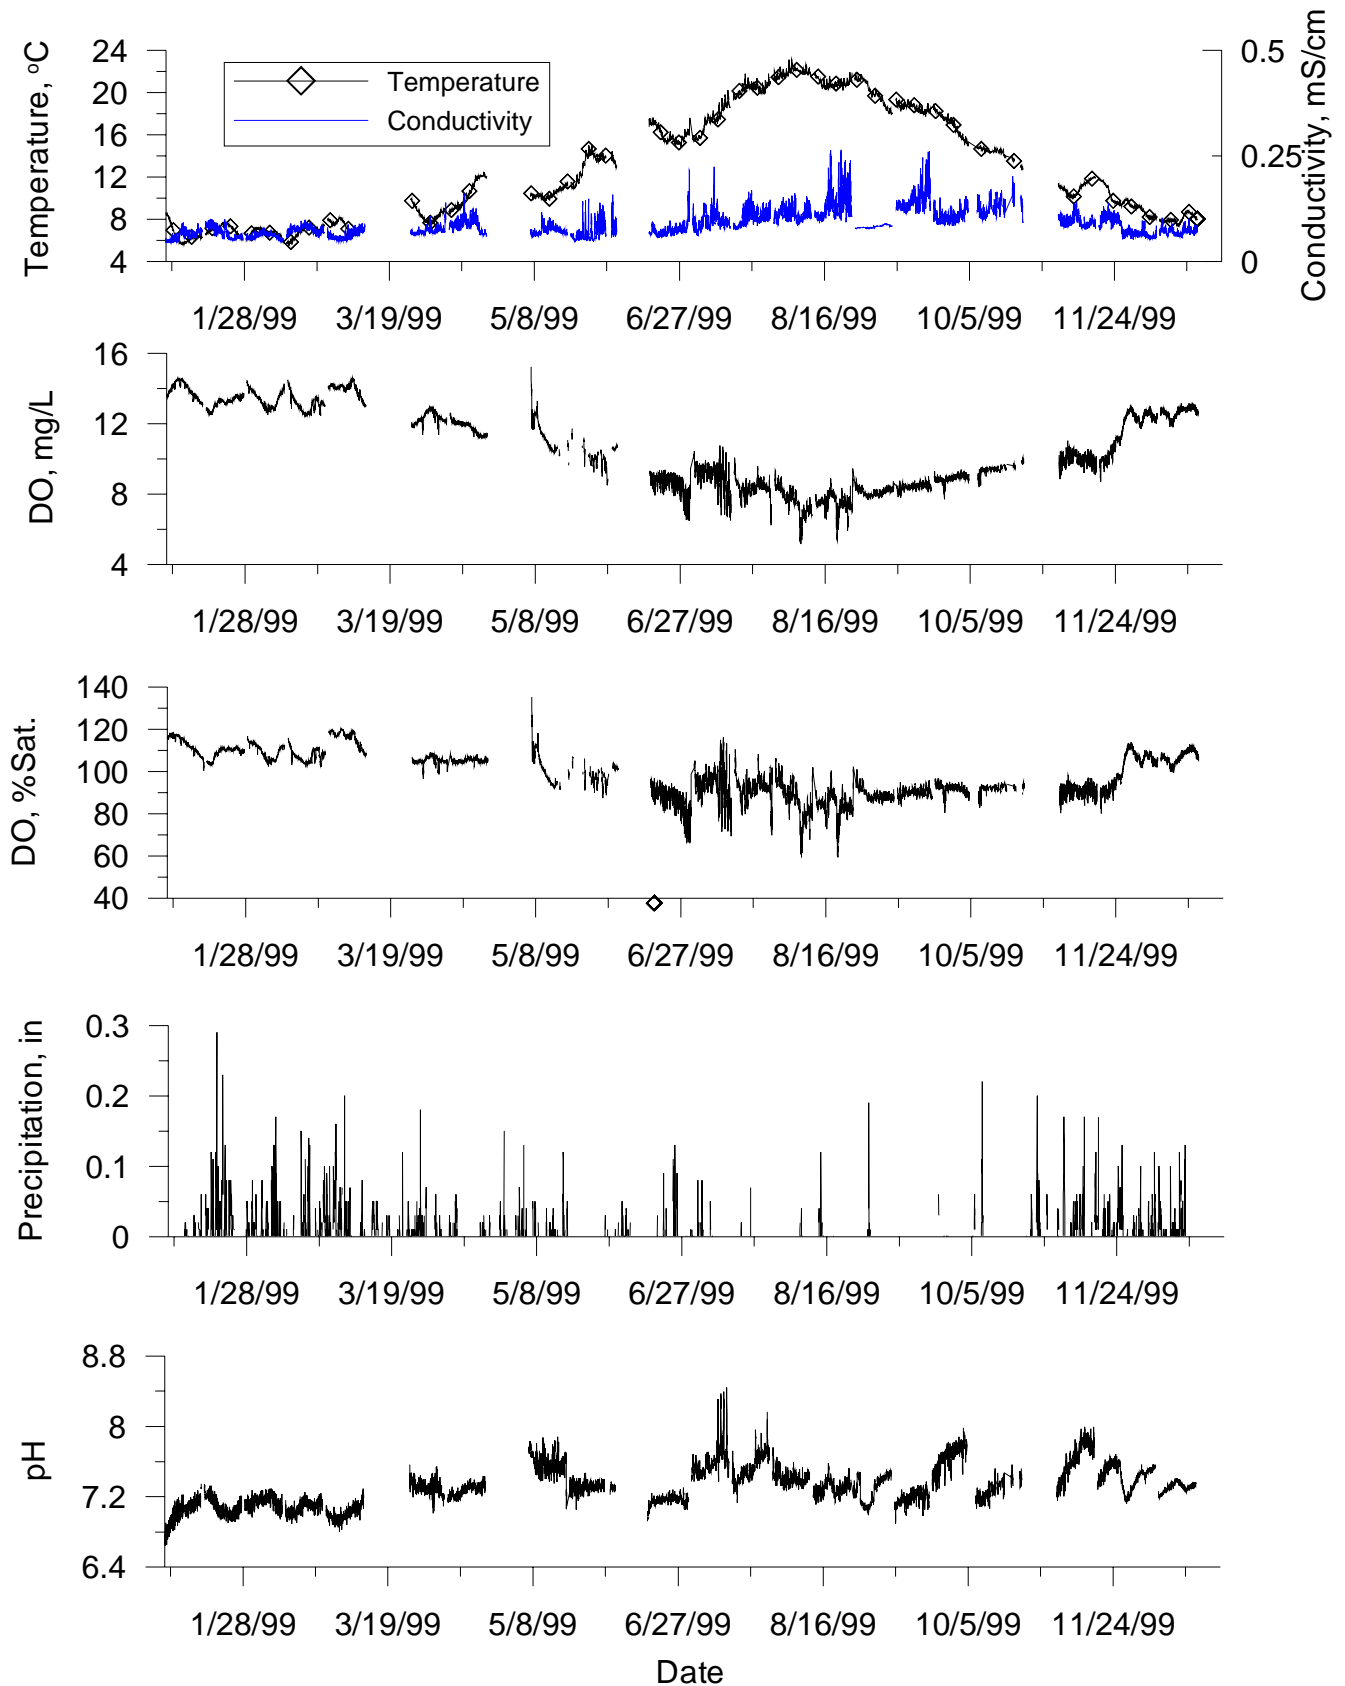 Temperature, °C
24
20
16
12
8
4
Temperature
Conductivity
0.5
0.25
0
Conductivity, mS/cm
1/28/99 3/19/99 5/8/99 6/27/99 8/16/99 10/5/99 11/24/99
DO, mg/L
16
12
8
4
1/28/99 3/19/99 5/8/99 6/27/99 8/16/99 10/5/99 11/24/99
DO, %Sat.
140
120
100
80
60
40
1/28/99 3/19/99 5/8/99 6/27/99 8/16/99 10/5/99 11/24/99
Precipitation, in
0.3
0.2
0.1
0
1/28/99 3/19/99 5/8/99 6/27/99 8/16/99 10/5/99 11/24/99
pH
8.8
8
7.2
6.4
1/28/99 3/19/99 5/8/99 6/27/99 8/16/99 10/5/99 11/24/99
Date